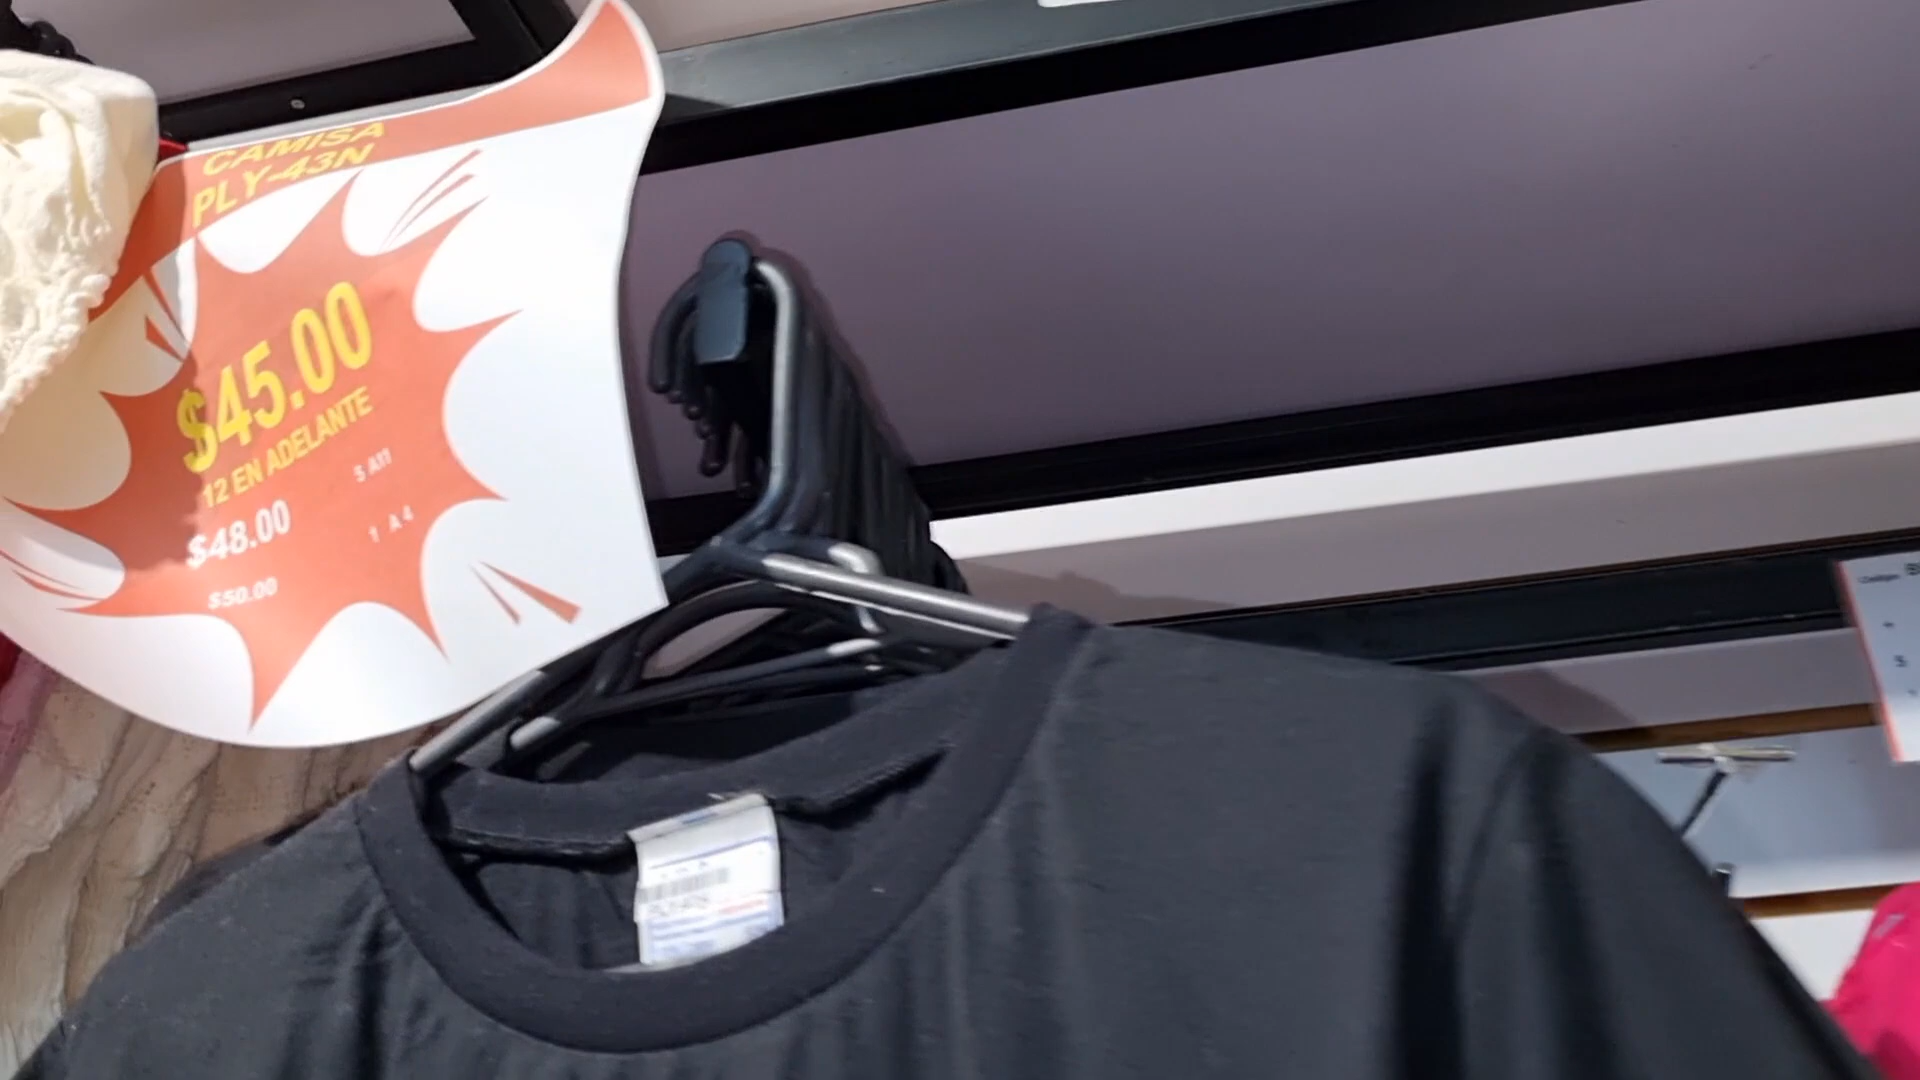 CAMISA
PLY-43N
$45.00
12 EN ADELANTE
$48.00
5 A11
$50.00
1 A 4